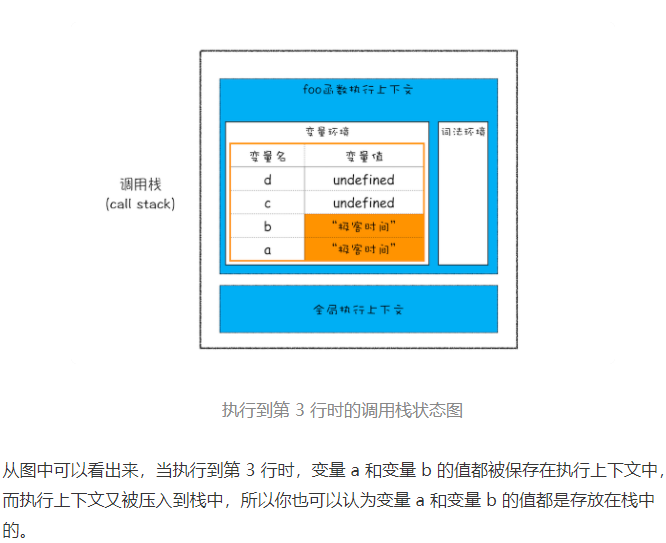 foo函数执行上下文
变量环境
词法环境
变量名 变量值
d undefined
c undefined
b “极客时间”
a “极客时间”
调用栈
(call stack)
全局执行上下文
执行到第 3 行时的调用栈状态图
从图中可以看出来，当执行到第 3 行时，变量 a 和变量 b 的值都被保存在执行上下文中，
而执行上下文又被压入到栈中，所以你也可以认为变量 a 和变量 b 的值都是存放在栈中
的。